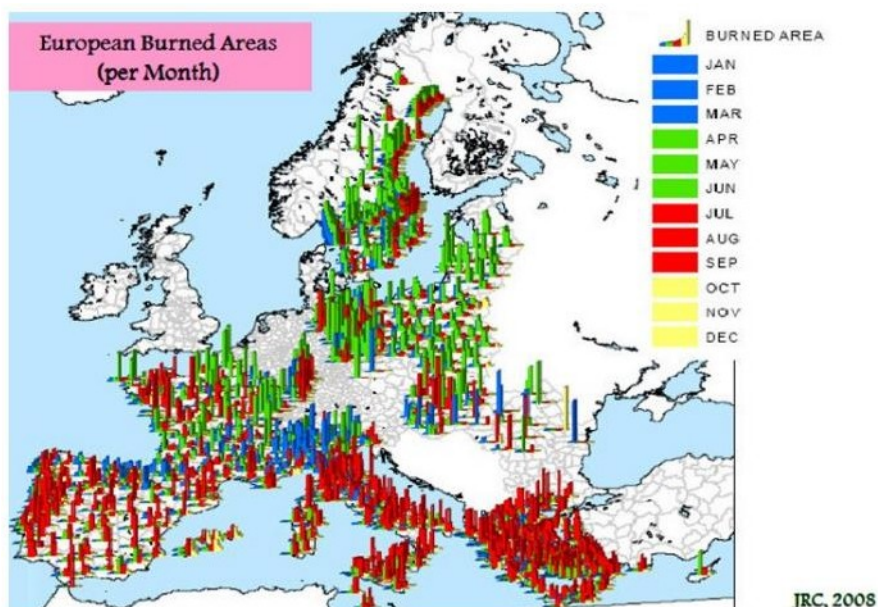 European Burned Areas
(per Month)
BURNED AREA
JAN
FEB
MAR
APR
MAY
JUN
JUL
AUG
SEP
OCT
NOV
DEC
JRC, 2008